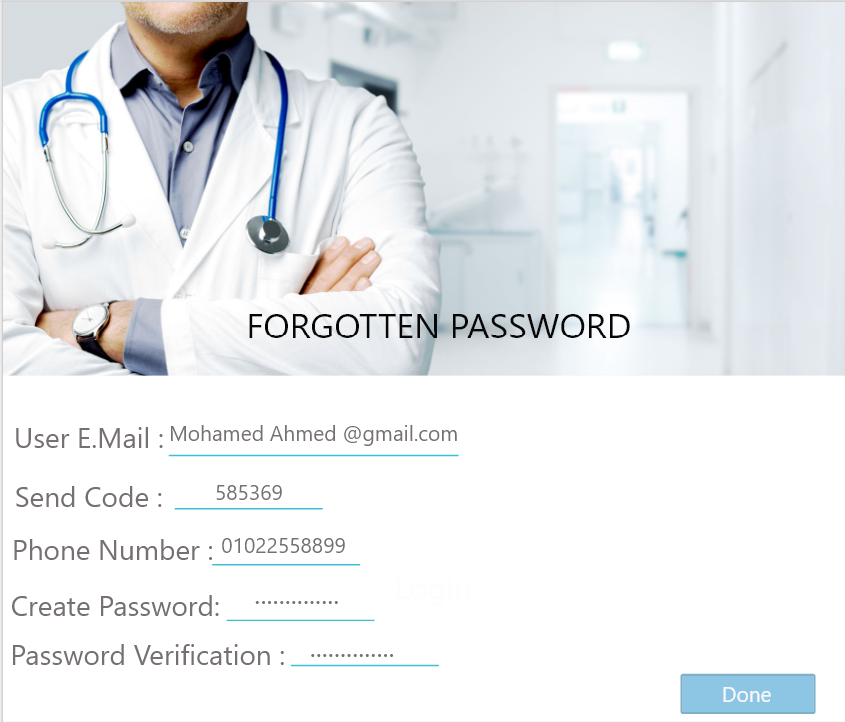 FORGOTTEN PASSWORD
User E.Mail : Mohamed Ahmed @gmail.com
Send Code : 585369
Phone Number : 01022558899
Login
Create Password: ..............
Password Verification : ..............
Done